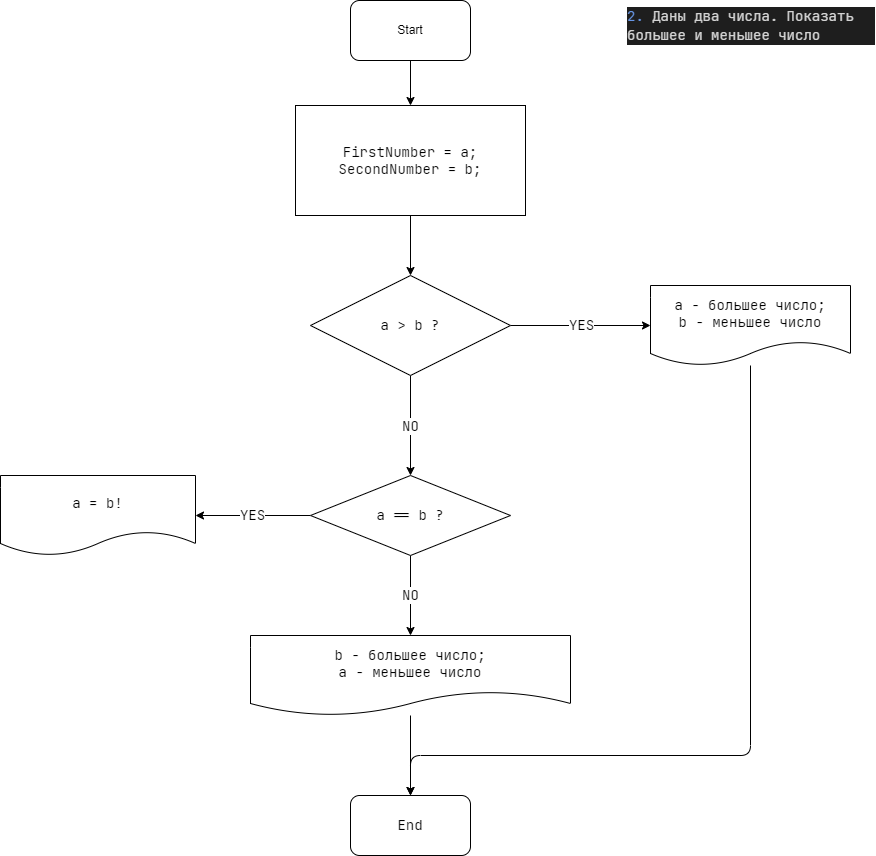 Start
2. Даны два числа. Показать
большее и меньшее число
FirstNumber = a;
SecondNumber = b;
a > b ?
YES
a - большее число;
b - меньшее число
NO
a = b!
YES
a == b ?
NO
b - большее число;
a - меньшее число
End